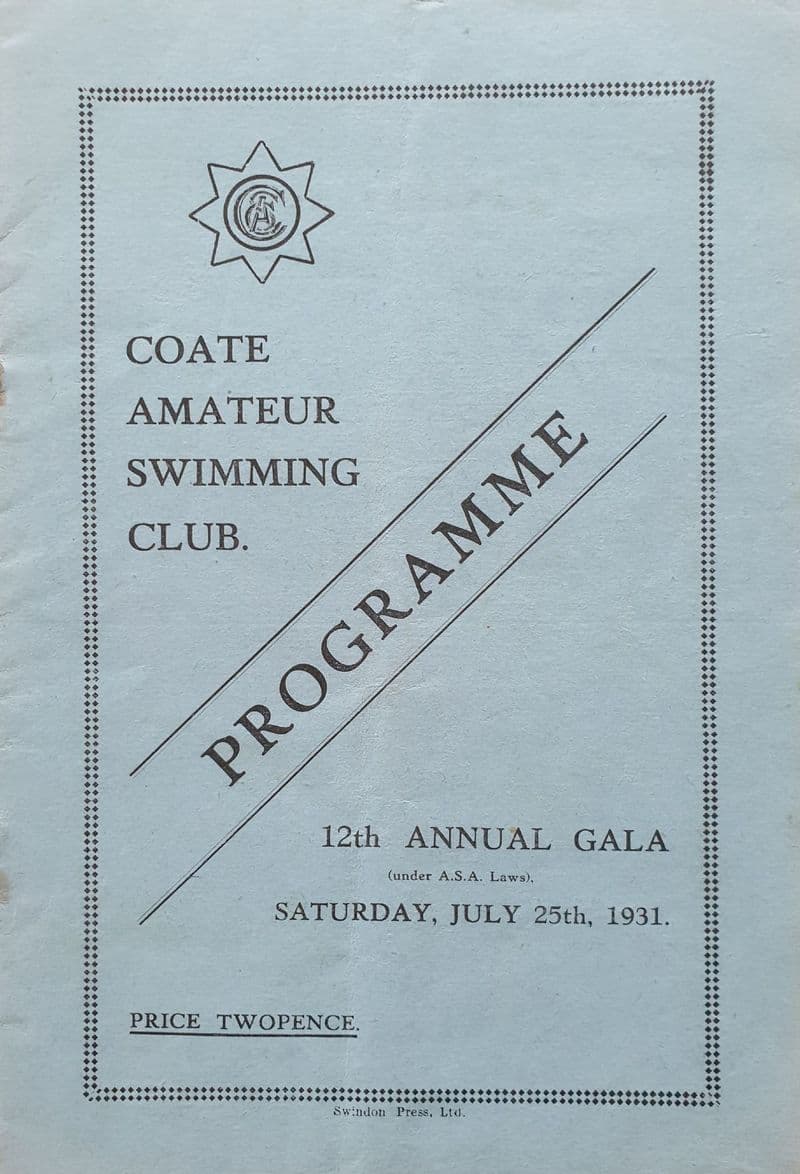 CASC
COATE
AMATEUR
SWIMMING
CLUB.
PROGRAMME
12th ANNUAL GALA
(under A.S.A. Laws).
SATURDAY, JULY 25th, 1931.
PRICE TWOPENCE.
Swindon Press, Ltd.